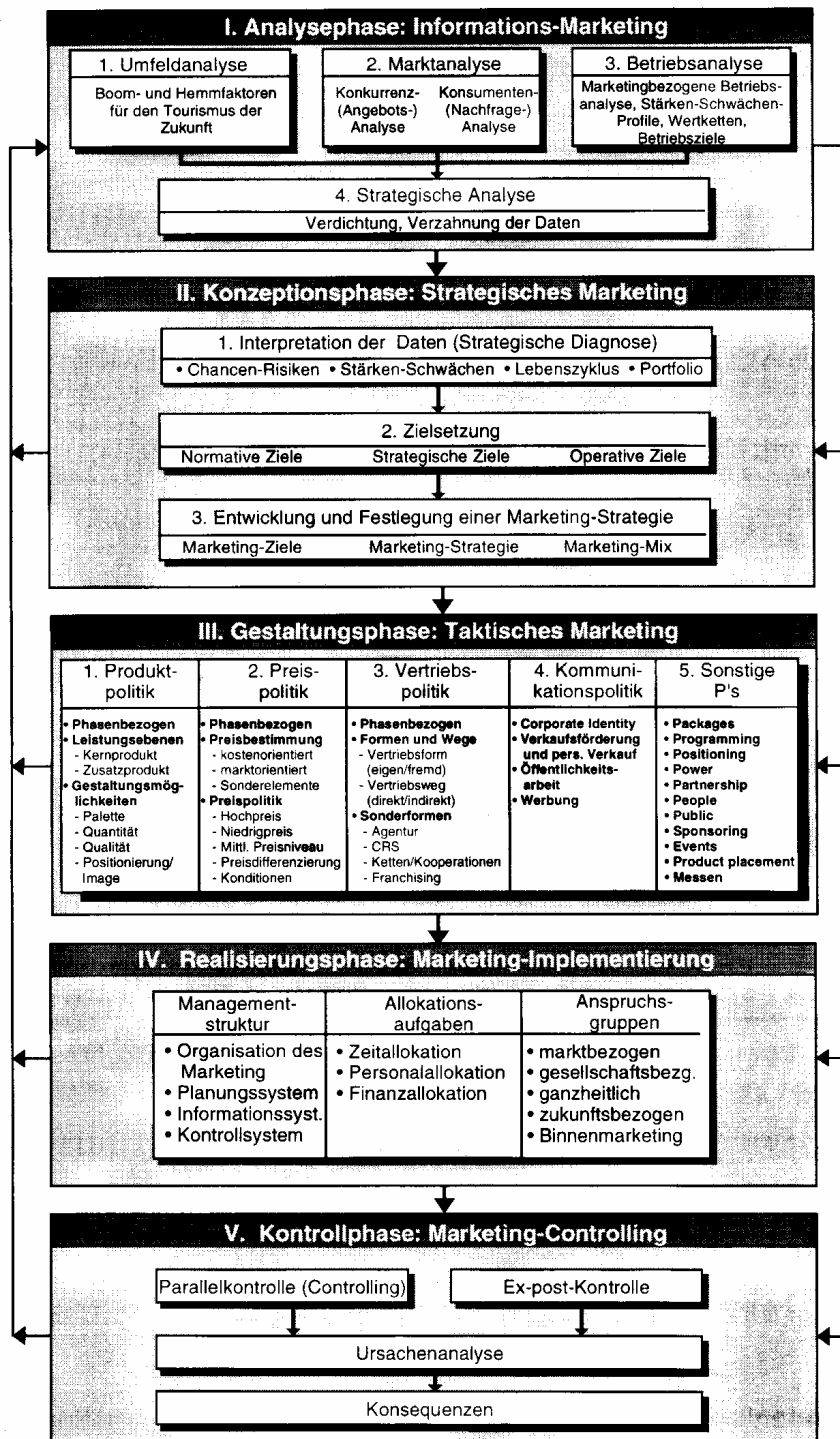 I. Analysephase: Informations-Marketing
1. Umfeldanalyse
Boom- und Hemmfaktoren
für den Tourismus der
Zukunft
2. Marktanalyse
Konkurrenz-
(Angebots-)
Analyse
Konsumenten-
(Nachfrage-)
Analyse
3. Betriebsanalyse
Marketingbezogene Betriebs-
analyse, Stärken-Schwächen-
Profile, Wertketten,
Betriebsziele
4. Strategische Analyse
Verdichtung, Verzahnung der Daten
II. Konzeptionsphase: Strategisches Marketing
1. Interpretation der Daten (Strategische Diagnose)
• Chancen-Risiken • Stärken-Schwächen • Lebenszyklus • Portfolio
2. Zielsetzung
Normative Ziele Strategische Ziele Operative Ziele
3. Entwicklung und Festlegung einer Marketing-Strategie
Marketing-Ziele Marketing-Strategie Marketing-Mix
III. Gestaltungsphase: Taktisches Marketing
1. Produkt-
politik
• Phasenbezogen
• Leistungsebenen
- Kernprodukt
- Zusatzprodukt
• Gestaltungsmög-
lichkeiten
- Palette
- Quantität
- Qualität
- Positionierung/
Image
2. Preis-
politik
• Phasenbezogen
• Preisbestimmung
- kostenorientiert
- marktorientiert
- Sonderelemente
• Preispolitik
- Hochpreis
- Niedrigpreis
- Mittl. Preisniveau
- Preisdifferenzierung
- Konditionen
3. Vertriebs-
politik
• Phasenbezogen
• Formen und Wege
- Vertriebsform
(eigen/fremd)
- Vertriebsweg
(direkt/indirekt)
• Sonderformen
- Agentur
- CRS
- Ketten/Kooperationen
- Franchising
4. Kommuni-
kationspolitik
• Corporate Identity
• Verkaufsförderung
und pers. Verkauf
• Öffentlichkeits-
arbeit
• Werbung
5. Sonstige
P's
• Packages
• Programming
• Positioning
• Power
• Partnership
• People
• Public
• Sponsoring
• Events
• Product placement
• Messen
IV. Realisierungsphase: Marketing-Implementierung
Management-
struktur
• Organisation des
Marketing
• Planungssystem
• Informationssyst.
• Kontrollsystem
Allokations-
aufgaben
• Zeitallokation
• Personalallokation
• Finanzallokation
Anspruchs-
gruppen
• marktbezogen
• gesellschaftsbezg.
• ganzheitlich
• zukunftsbezogen
• Binnenmarketing
V. Kontrollphase: Marketing-Controlling
Parallelkontrolle (Controlling)
Ex-post-Kontrolle
Ursachenanalyse
Konsequenzen